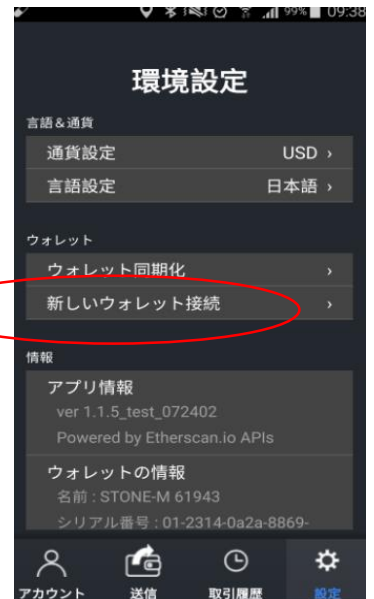 99% 09:38
環境設定
言語&通貨
通貨設定 USD ›
言語設定 日本語 ›
ウォレット
ウォレット同期化 ›
新しいウォレット接続 ›
情報
アプリ情報
ver 1.1.5_test_072402
Powered by Etherscan.io APIs
ウォレットの情報
名前 : STONE-M 61943
シリアル番号 : 01-2314-0a2a-8869-
アカウント 送信 取引履歴 設定